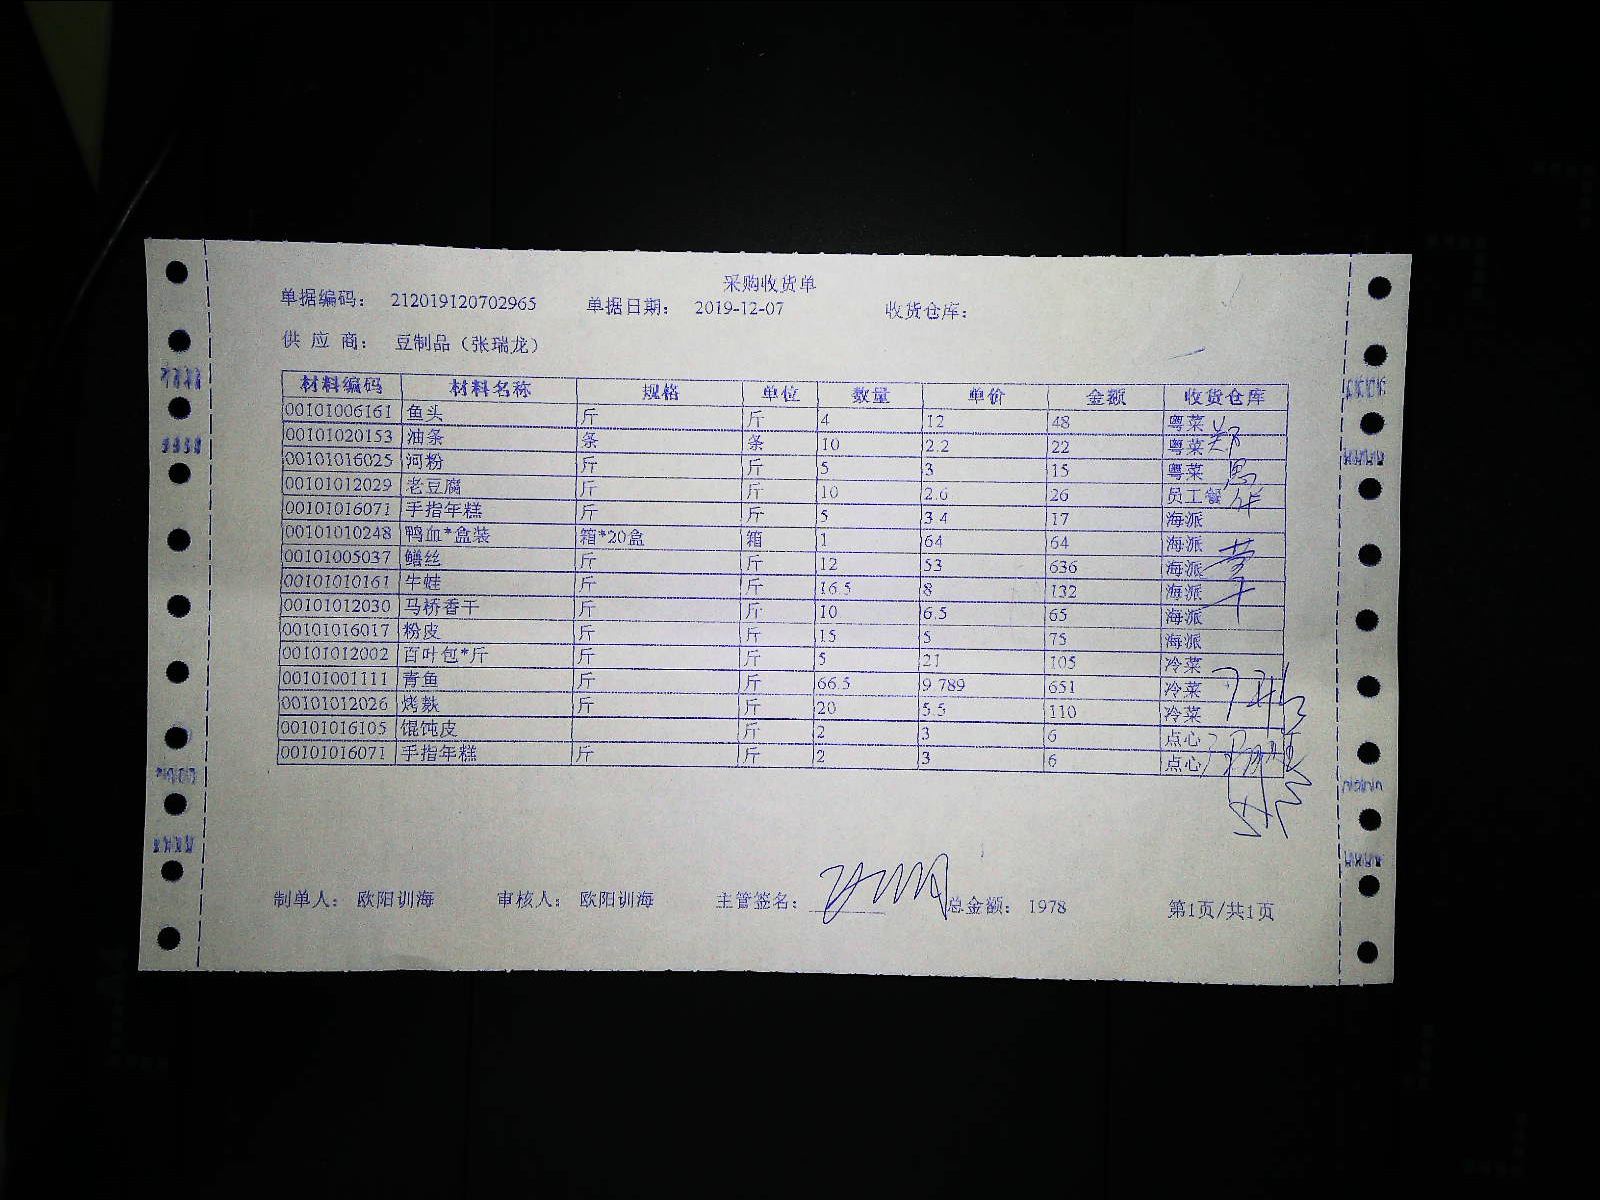 采购收货单
单据编码： 212019120702965 单据日期： 2019-12-07 收货仓库：
供 应 商： 豆制品（张瑞龙）
材料编码 材料名称 规格 单位 数量 单价 金额 收货仓库
00101006161 鱼头 斤 斤 4 12 48 粤菜
00101020153 油条 条 条 10 2.2 22 粤菜
00101016025 河粉 斤 斤 5 3 15 粤菜
00101012029 老豆腐 斤 斤 10 2.6 26 员工餐
00101016071 手指年糕 斤 斤 5 3.4 17 海派
00101010248 鸭血*盒装 箱*20盒 箱 1 64 64 海派
00101005037 鳝丝 斤 斤 12 53 636 海派
00101010161 牛蛙 斤 斤 16.5 8 132 海派
00101012030 马桥香干 斤 斤 10 6.5 65 海派
00101016017 粉皮 斤 斤 15 5 75 海派
00101012002 百叶包*斤 斤 斤 5 21 105 冷菜
00101001111 青鱼 斤 斤 66.5 9.789 651 冷菜
00101012026 烤麸 斤 斤 20 5.5 110 冷菜
00101016105 馄饨皮 斤 2 3 6 点心
00101016071 手指年糕 斤 斤 2 3 6 点心
制单人： 欧阳训海 审核人： 欧阳训海 主管签名： 总金额： 1978 第1页/共1页